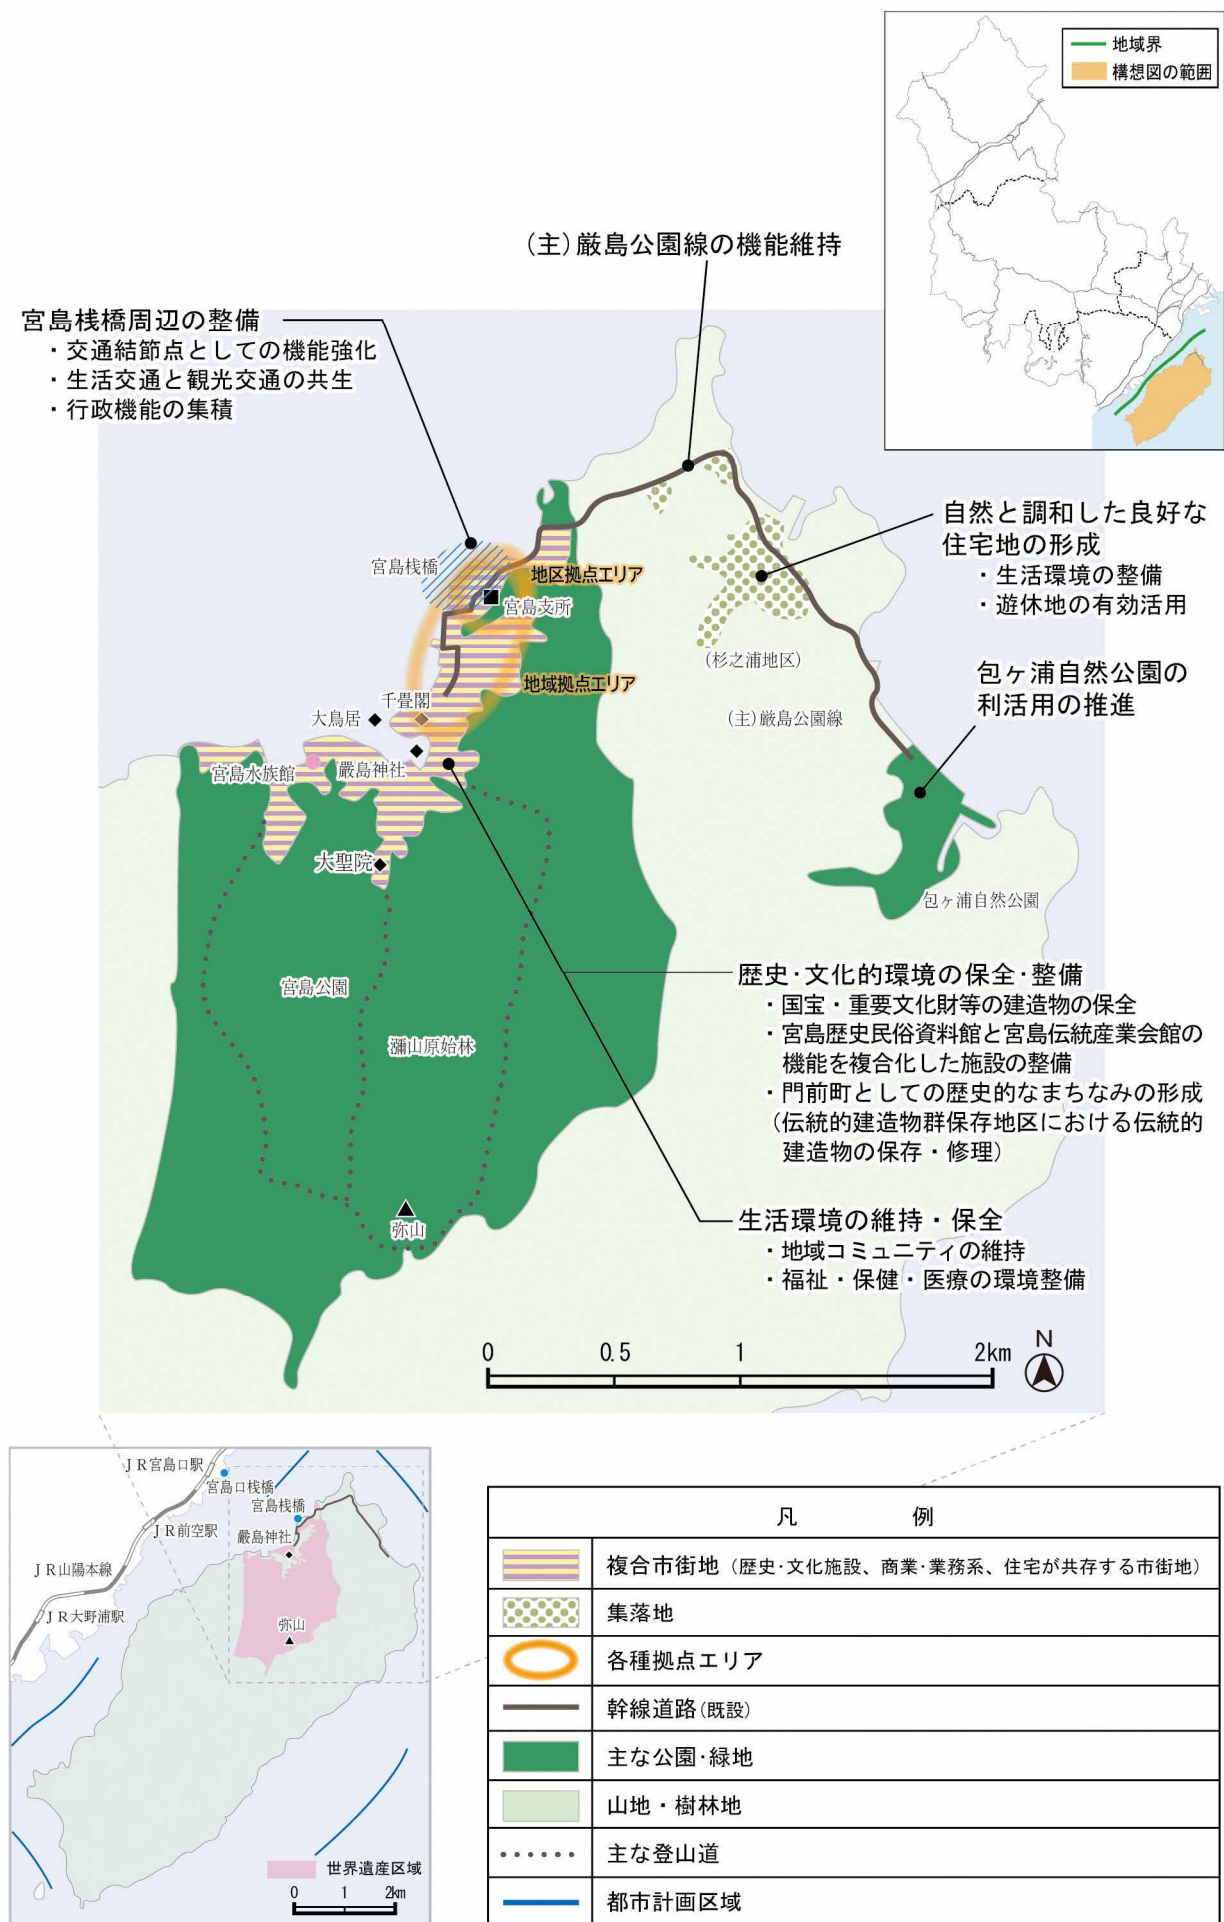 地域界
構想図の範囲
(主)厳島公園線の機能維持
宮島桟橋周辺の整備
・交通結節点としての機能強化
・生活交通と観光交通の共生
・行政機能の集積
自然と調和した良好な
住宅地の形成
・生活環境の整備
・遊休地の有効活用
宮島桟橋
地区拠点エリア
宮島支所
(杉之浦地区)
包ヶ浦自然公園の
利活用の推進
地域拠点エリア
千畳閣
大鳥居
(主)厳島公園線
宮島水族館
嚴島神社
大聖院
包ヶ浦自然公園
歴史・文化的環境の保全・整備
・国宝・重要文化財等の建造物の保全
・宮島歴史民俗資料館と宮島伝統産業会館の
機能を複合化した施設の整備
・門前町としての歴史的なまちなみの形成
(伝統的建造物群保存地区における伝統的
建造物の保存・修理)
宮島公園
瀰山原始林
弥山
生活環境の維持・保全
・地域コミュニティの維持
・福祉・保健・医療の環境整備
0 0.5 1 2km
N
JR宮島口駅
宮島口桟橋
宮島桟橋
JR前空駅
嚴島神社
JR山陽本線
JR大野浦駅
弥山
世界遺産区域
0 1 2km
凡例
複合市街地(歴史・文化施設、商業・業務系、住宅が共存する市街地)
集落地
各種拠点エリア
幹線道路(既設)
主な公園・緑地
山地・樹林地
主な登山道
都市計画区域